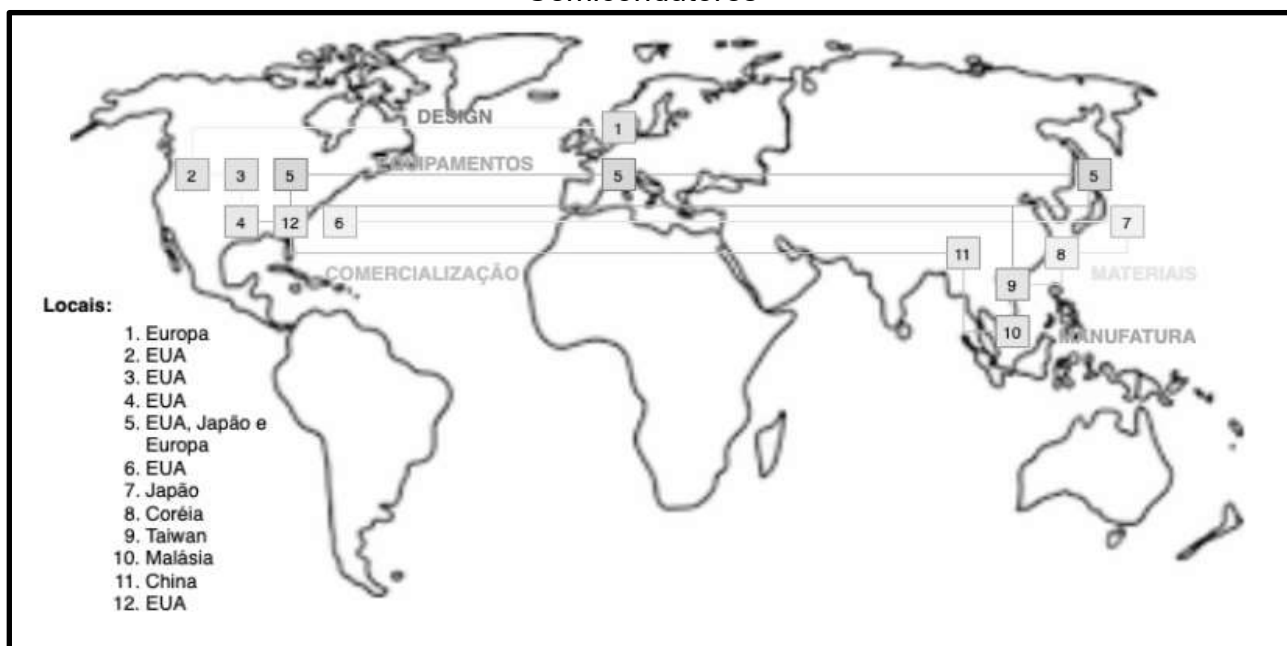 DESIGN
1
EQUIPAMENTOS
2 3 5 5 5
4 12 6 7
11 8
COMERCIALIZAÇÃO MATERIAIS
9
10 MANUFATURA
Locais:
1. Europa
2. EUA
3. EUA
4. EUA
5. EUA, Japão e
Europa
6. EUA
7. Japão
8. Coréia
9. Taiwan
10. Malásia
11. China
12. EUA